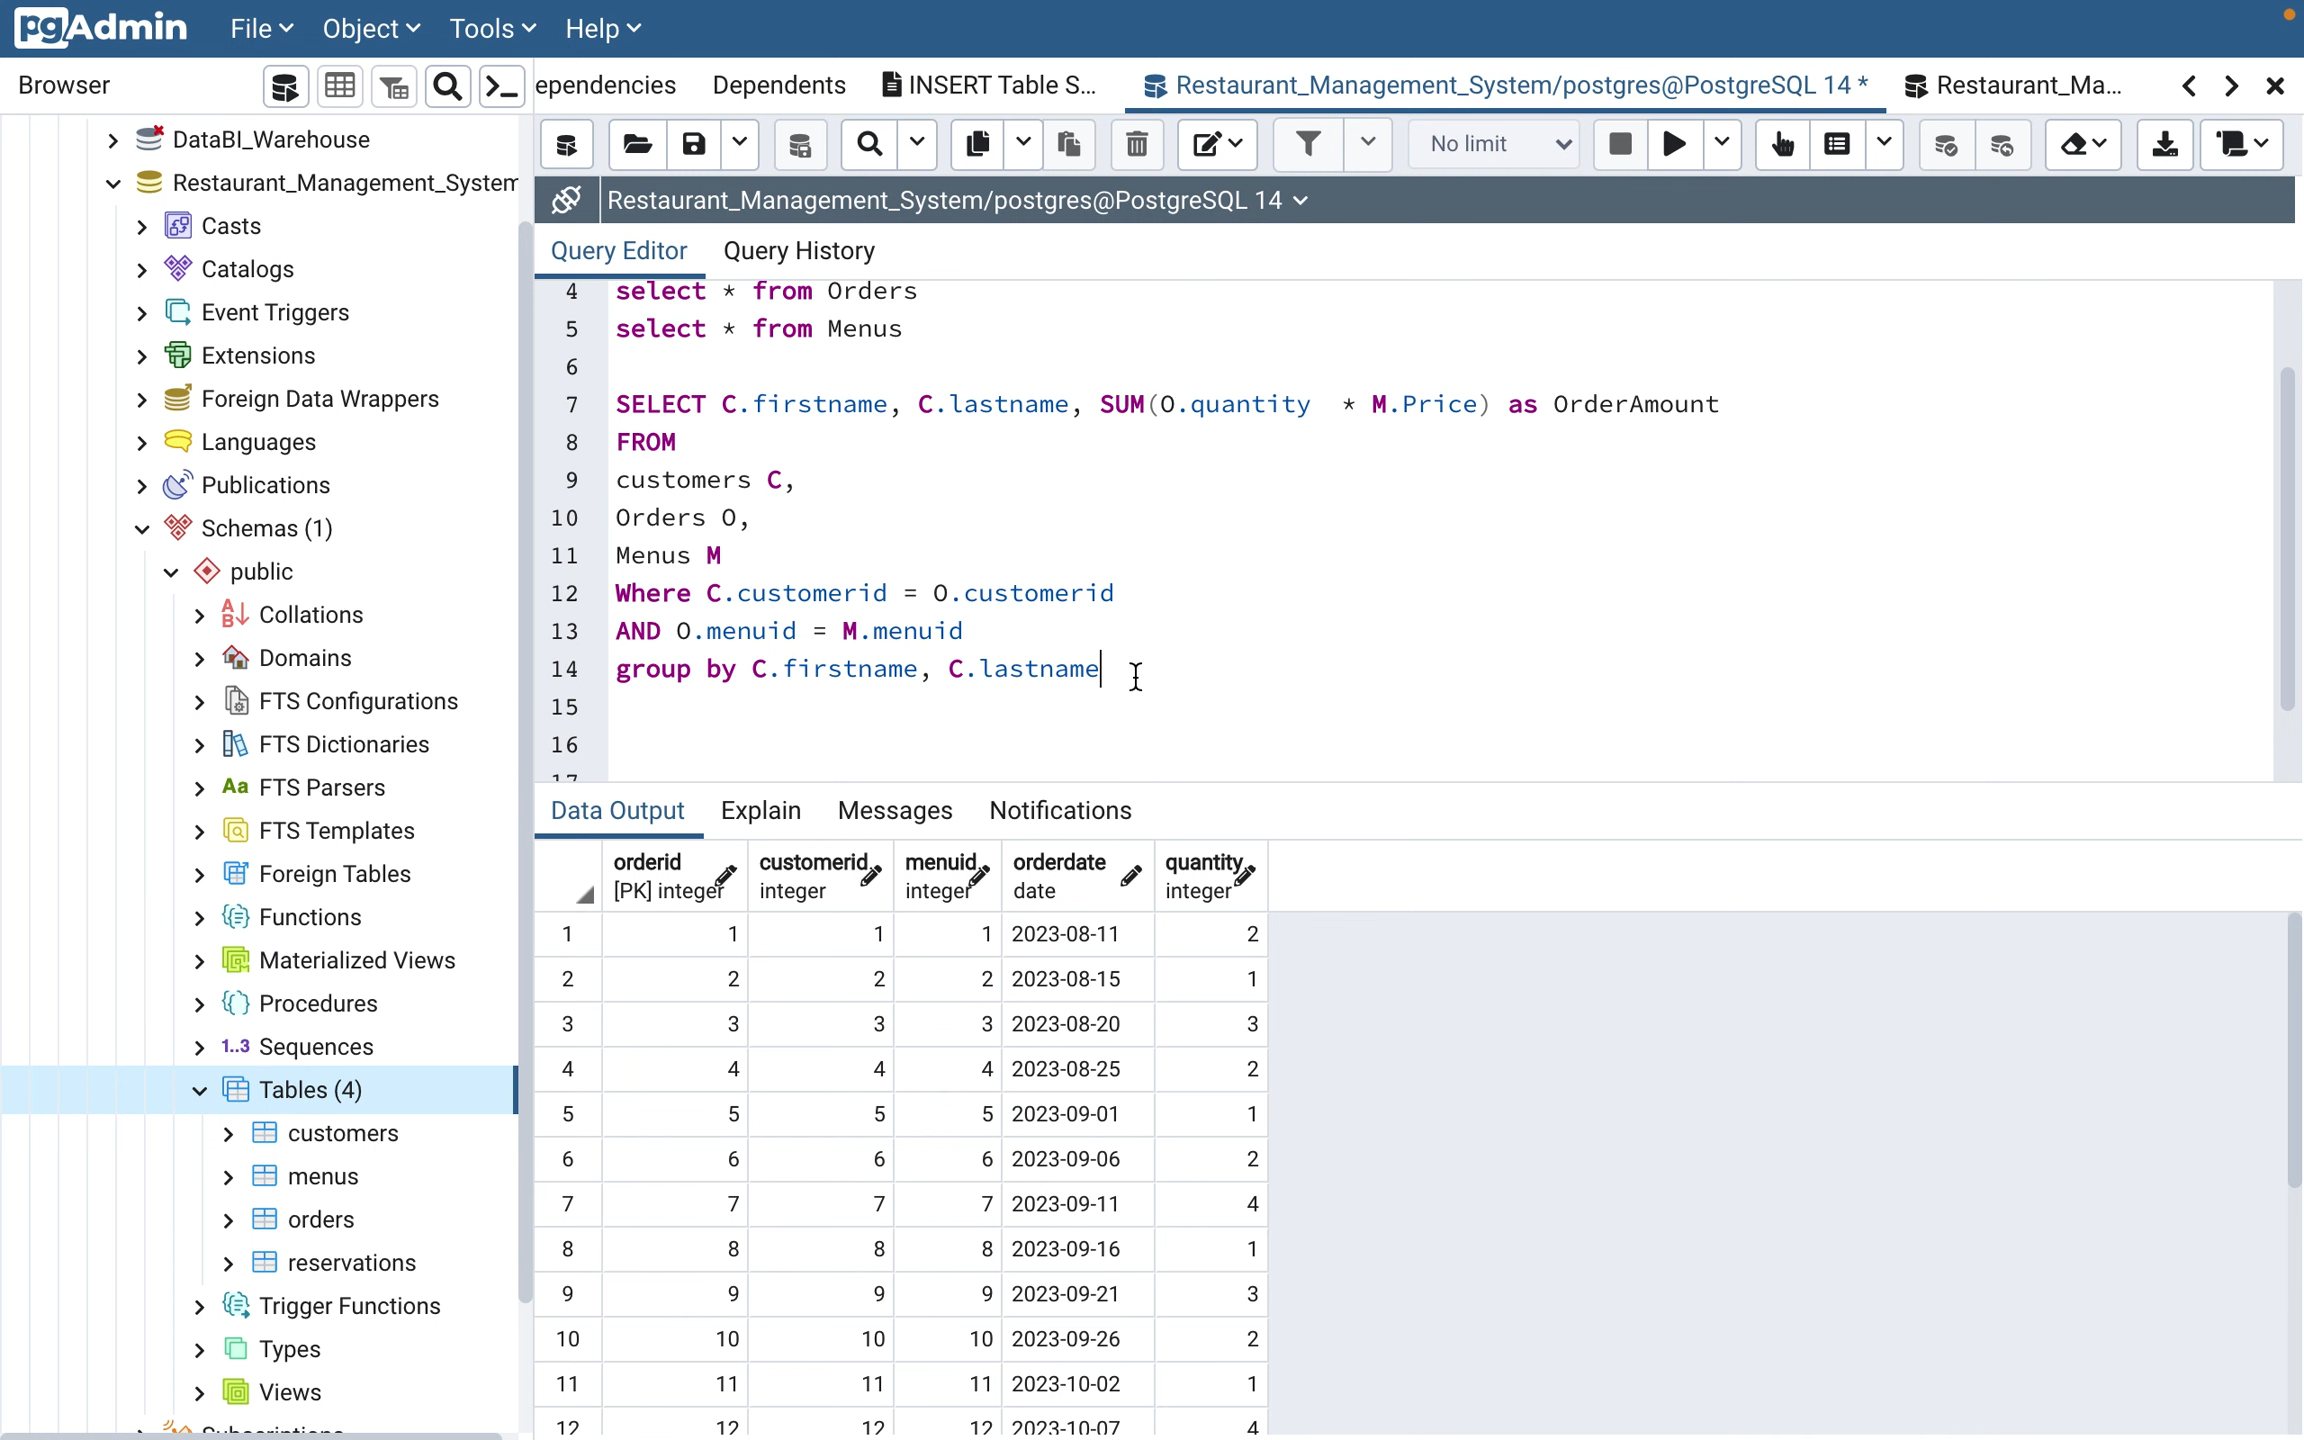 pgAdmin File Object Tools Help
Browser
ependencies Dependents INSERT Table S... Restaurant_Management_System/postgres@PostgreSQL 14 * Restaurant_Ma...
No limit
Restaurant_Management_System/postgres@PostgreSQL 14
Query Editor Query History
DataBI_Warehouse
Restaurant_Management_System
Casts
Catalogs
Event Triggers
Extensions
Foreign Data Wrappers
Languages
Publications
Schemas (1)
public
Collations
Domains
FTS Configurations
FTS Dictionaries
Aa FTS Parsers
FTS Templates
Foreign Tables
Functions
Materialized Views
Procedures
1..3 Sequences
Tables (4)
customers
menus
orders
reservations
Trigger Functions
Types
Views
Subscriptions
4 select * from Orders
5 select * from Menus
6
7 SELECT C.firstname, C.lastname, SUM(O.quantity * M.Price) as OrderAmount
8 FROM
9 customers C,
10 Orders O,
11 Menus M
12 Where C.customerid = O.customerid
13 AND O.menuid = M.menuid
14 group by C.firstname, C.lastname
15
16
17
Data Output Explain Messages Notifications
orderid customerid menuid orderdate quantity
[PK] integer integer integer date integer
1 1 1 1 2023-08-11 2
2 2 2 2 2023-08-15 1
3 3 3 3 2023-08-20 3
4 4 4 4 2023-08-25 2
5 5 5 5 2023-09-01 1
6 6 6 6 2023-09-06 2
7 7 7 7 2023-09-11 4
8 8 8 8 2023-09-16 1
9 9 9 9 2023-09-21 3
10 10 10 10 2023-09-26 2
11 11 11 11 2023-10-02 1
12 12 12 12 2023-10-07 4